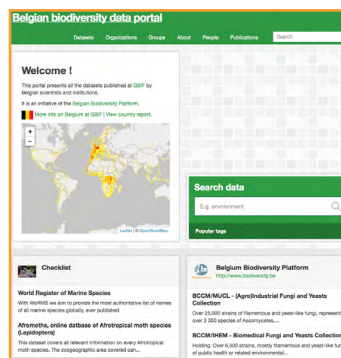 Belgian biodiversity data portal
Datasets Organizations Groups About People Publications Search
Welcome !
This portal presents all the datasets published at GBIF by
Belgian scientists and institutions.
It is an initiative of the Belgian Biodiversity Platform.
More info on Belgium at GBIF | View country report.
+
-
Leaflet | © OpenStreetMap
Search data
E.g. environment
Popular tags
Checklist
World Register of Marine Species
With WoRMS we aim to provide the most authoritative list of names
of all marine species globally, ever published
Afromoths, online datbase of Afrotropical moth species
(Lepidoptera)
This dataset covers all relevant information on every Afrotropical
moth species. The zoogeographic area covered can...
Belgium Biodiversity Platform
http://www.biodiversity.be
BCCM/MUCL - (Agro)Industrial Fungi and Yeasts
Collection
Over 25,000 strains of filamentous and yeast-like fungi, represent
over 3 300 species of Ascomycetes,...
BCCM/IHEM - Biomedical Fungi and Yeasts Collection
Holding: Over 6,500 strains, mostly filamentous and yeast-like fun
of public health or related environmental...